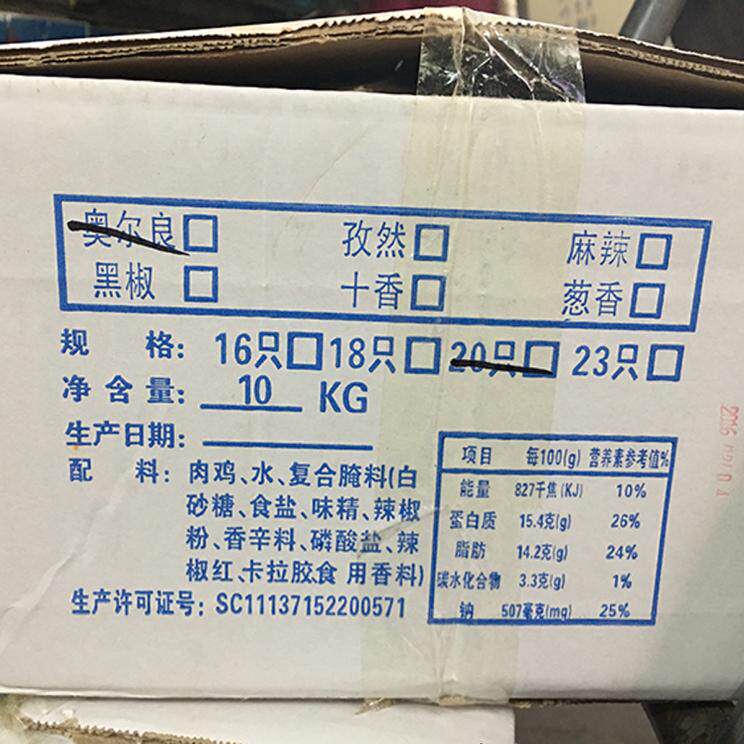 奥尔良□ 孜然□ 麻辣□
黑椒 □ 十香□ 葱香□
规 格: 16只□18只□20只□ 23只□
净含量: 10 KG
生产日期:
配 料: 肉鸡、水、复合腌料(白
砂糖、食盐、味精、辣椒
粉、香辛料、磷酸盐、辣
椒红、卡拉胶食 用香料)
生产许可证号: SC11137152200571
项目 每100(g) 营养素参考值%
能量 827千焦(KJ) 10%
蛋白质 15.4克(g) 26%
脂肪 14.2克(g) 24%
碳水化合物 3.3克(g) 1%
钠 507毫克(mg) 25%